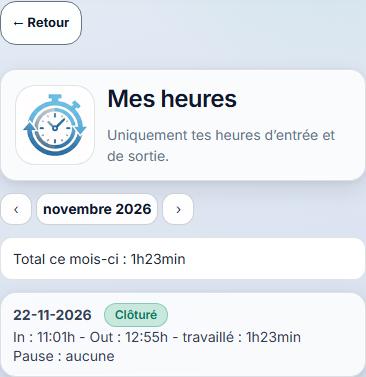 ← Retour
Mes heures
Uniquement tes heures d’entrée et
de sortie.
‹ novembre 2026 ›
Total ce mois-ci : 1h23min
22-11-2026 Clôturé
In : 11:01h - Out : 12:55h - travaillé : 1h23min
Pause : aucune